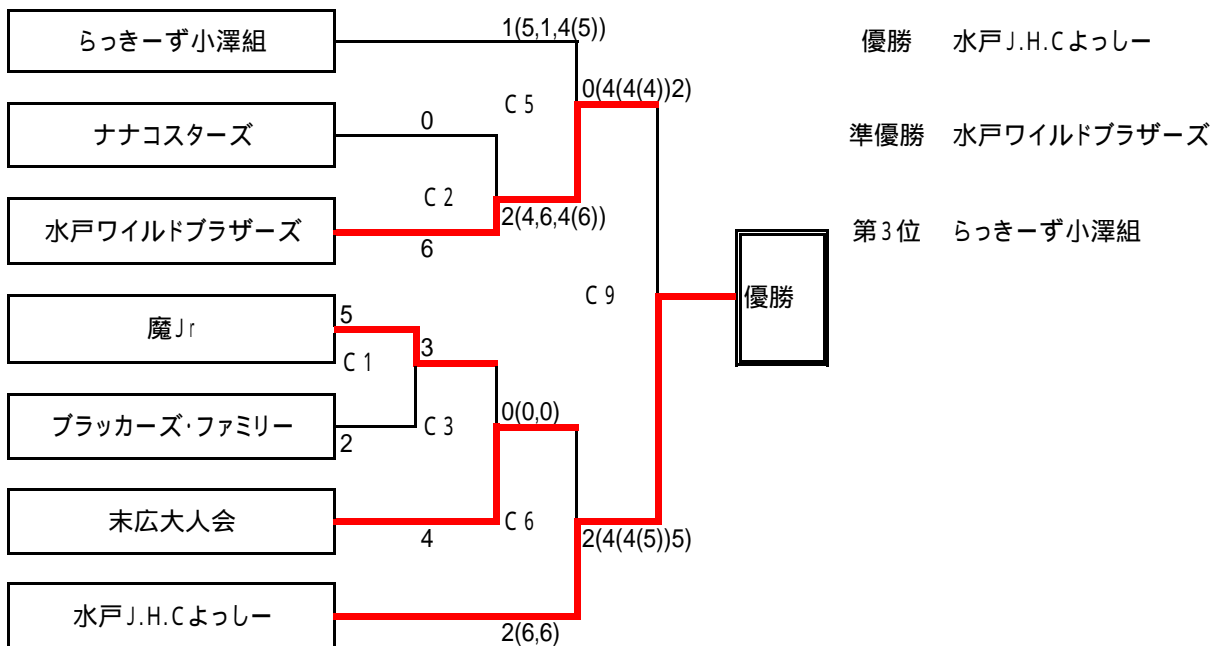 らっきーず小澤組
1(5,1,4(5))
優勝 水戸J.H.Cよっしー
C5
0(4(4(4))2)
ナナコスターズ
0
準優勝 水戸ワイルドブラザーズ
C2
水戸ワイルドブラザーズ
2(4,6,4(6))
第3位 らっきーず小澤組
6
C9
優勝
魔Jr
5
C1
3
ブラッカーズ・ファミリー
C3
0(0,0)
2
末広大人会
C6
4
2(4(4(5))5)
水戸J.H.Cよっしー
2(6,6)